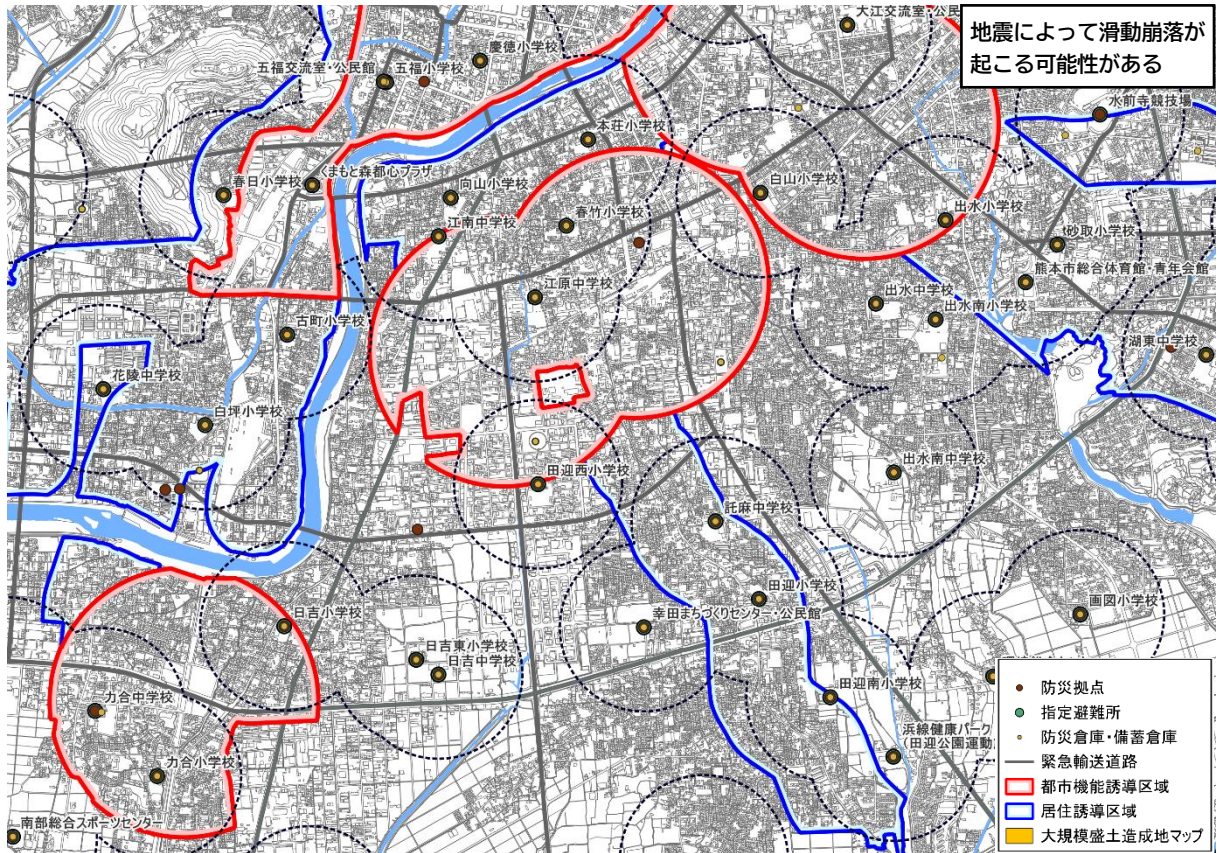 地震によって滑動崩落が
起こる可能性がある
大江交流室・公民
慶徳小学校
五福交流室・公民館
五福小学校
水前寺競技場
本荘小学校
くまもと森都心プラザ
春日小学校
向山小学校
白山小学校
春竹小学校
出水小学校
江南中学校
砂取小学校
熊本市総合体育館・青年会館
江原中学校
出水中学校
出水南小学校
古町小学校
湖東中学校
花陵中学校
白坪小学校
田迎西小学校
出水南中学校
託麻中学校
田迎小学校
幸田まちづくりセンター・公民館
画図小学校
日吉小学校
日吉東小学校
日吉中学校
田迎南小学校
力合中学校
浜線健康パーク
(田迎公園運動
力合小学校
南部総合スポーツセンター
防災拠点
指定避難所
防災倉庫・備蓄倉庫
緊急輸送道路
都市機能誘導区域
居住誘導区域
大規模盛土造成地マップ